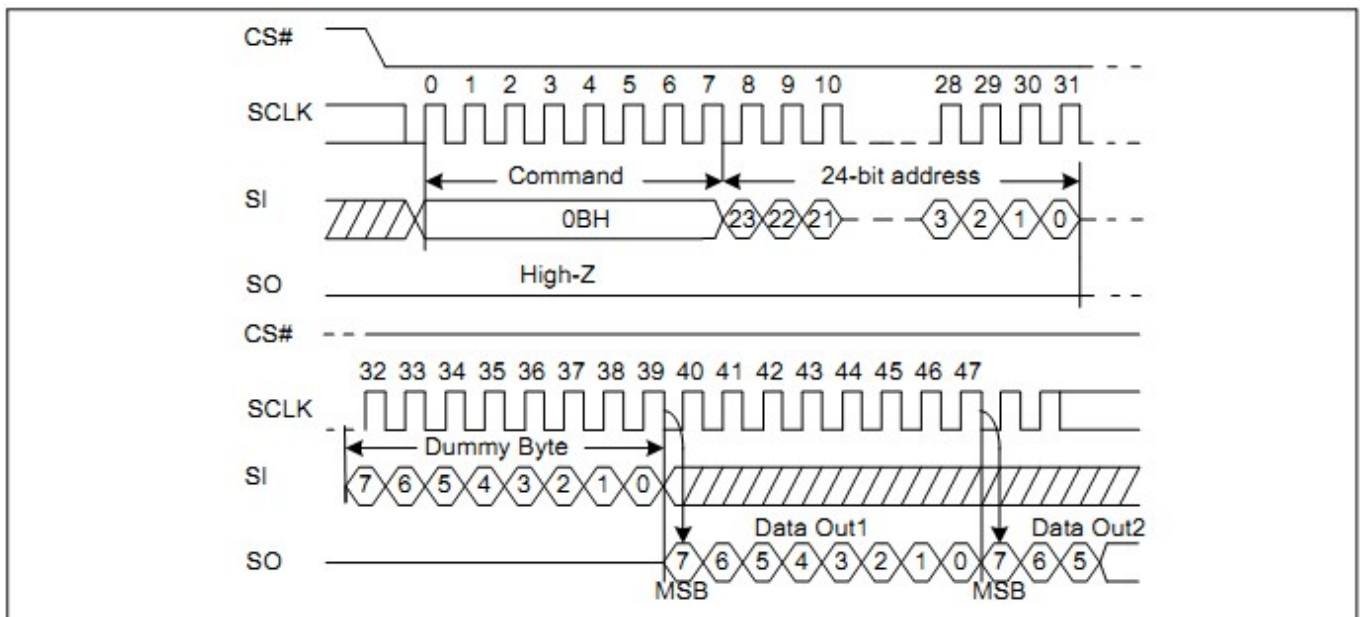 CS#
0 1 2 3 4 5 6 7 8 9 10 28 29 30 31
SCLK
Command 24-bit address
SI
0BH 23 22 21 3 2 1 0
High-Z
SO
CS#
32 33 34 35 36 37 38 39 40 41 42 43 44 45 46 47
SCLK
Dummy Byte
SI
7 6 5 4 3 2 1 0
Data Out1 Data Out2
SO
7 6 5 4 3 2 1 0 7 6 5
MSB MSB